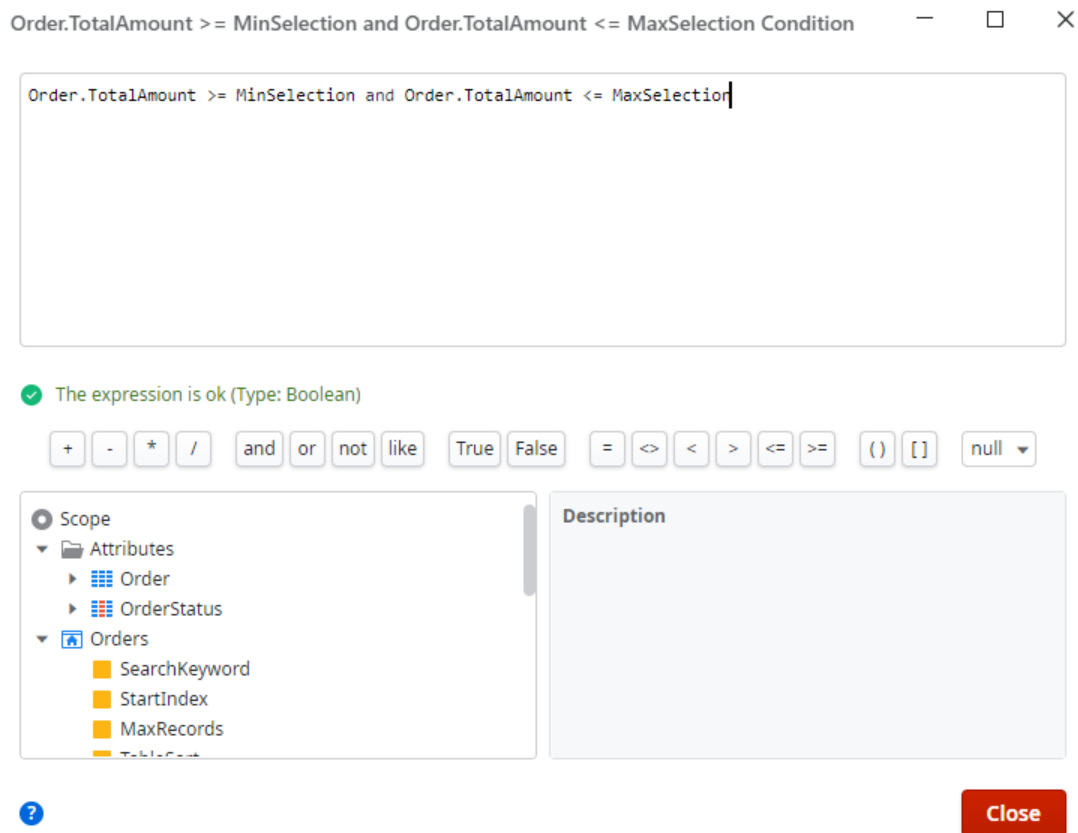 Order.TotalAmount >= MinSelection and Order.TotalAmount <= MaxSelection Condition
Order.TotalAmount >= MinSelection and Order.TotalAmount <= MaxSelection
The expression is ok (Type: Boolean)
+ - * / and or not like True False = <> < > <= >= ( ) [ ] null
Scope
Attributes
Order
OrderStatus
Orders
SearchKeyword
StartIndex
MaxRecords
Description
?
Close